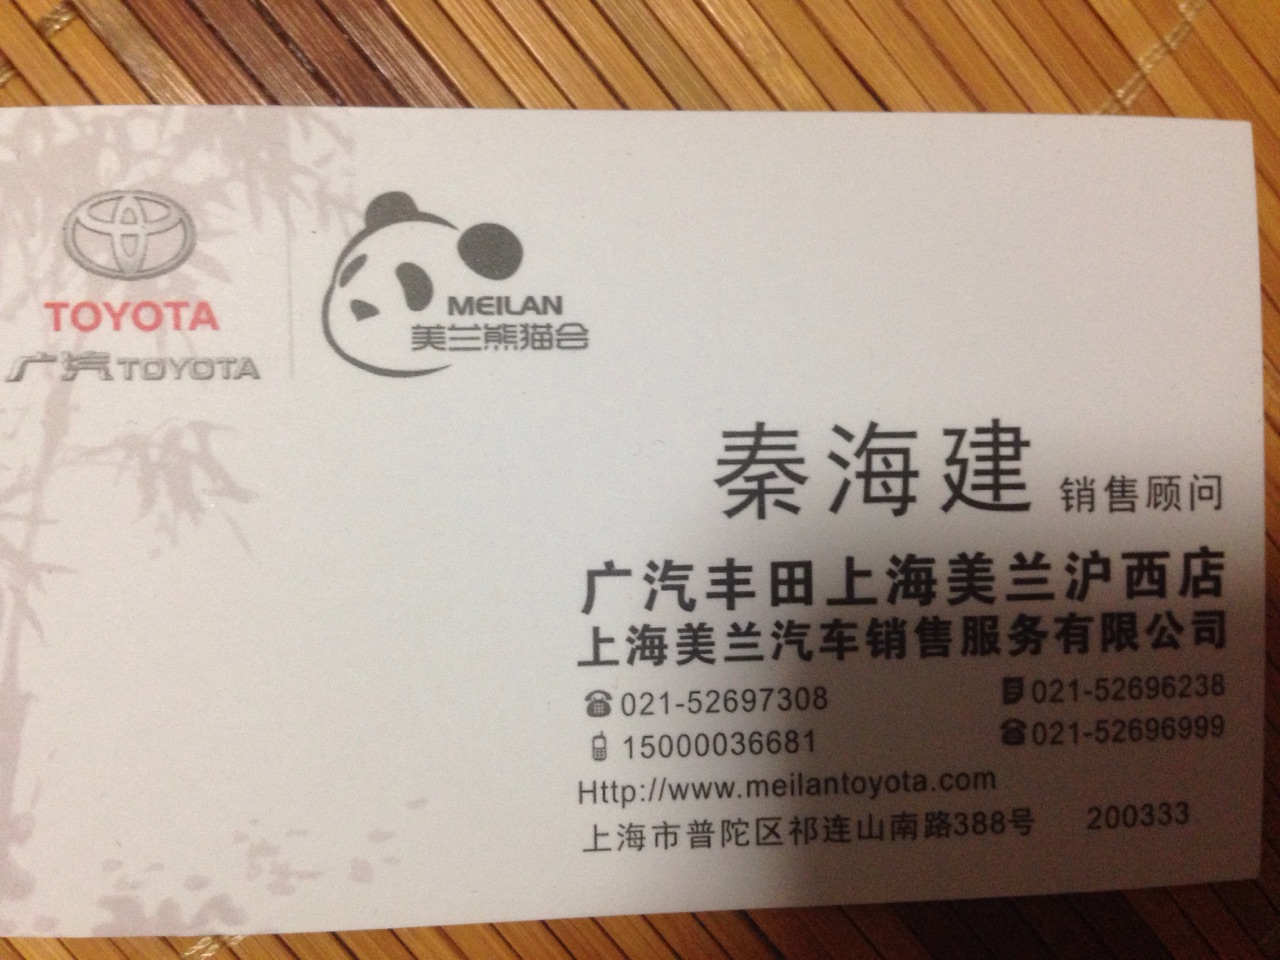 TOYOTA
广汽TOYOTA
MEILAN
美兰熊猫会
秦海建 销售顾问
广汽丰田上海美兰沪西店
上海美兰汽车销售服务有限公司
021-52697308 021-52696238
15000036681 021-52696999
Http://www.meilantoyota.com
上海市普陀区祁连山南路388号 200333